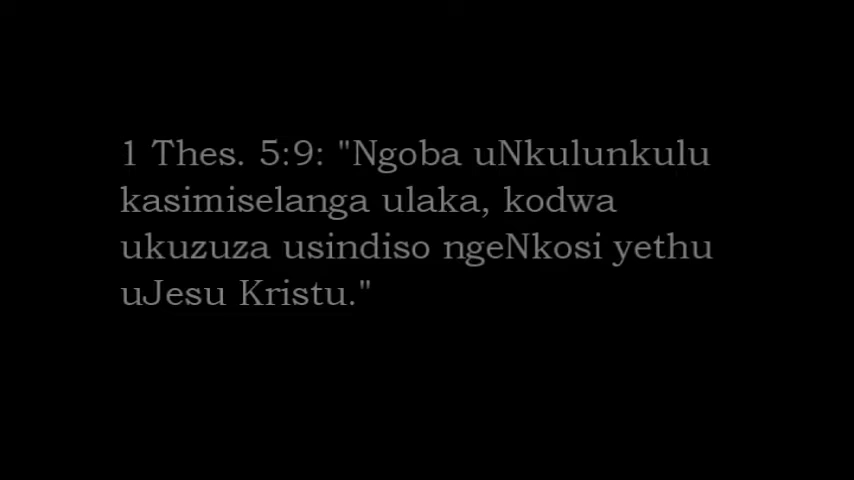 1 Thes. 5:9: "Ngoba uNkulunkulu
kasimiselanga ulaka, kodwa
ukuzuza usindiso ngeNkosi yethu
uJesu Kristu."